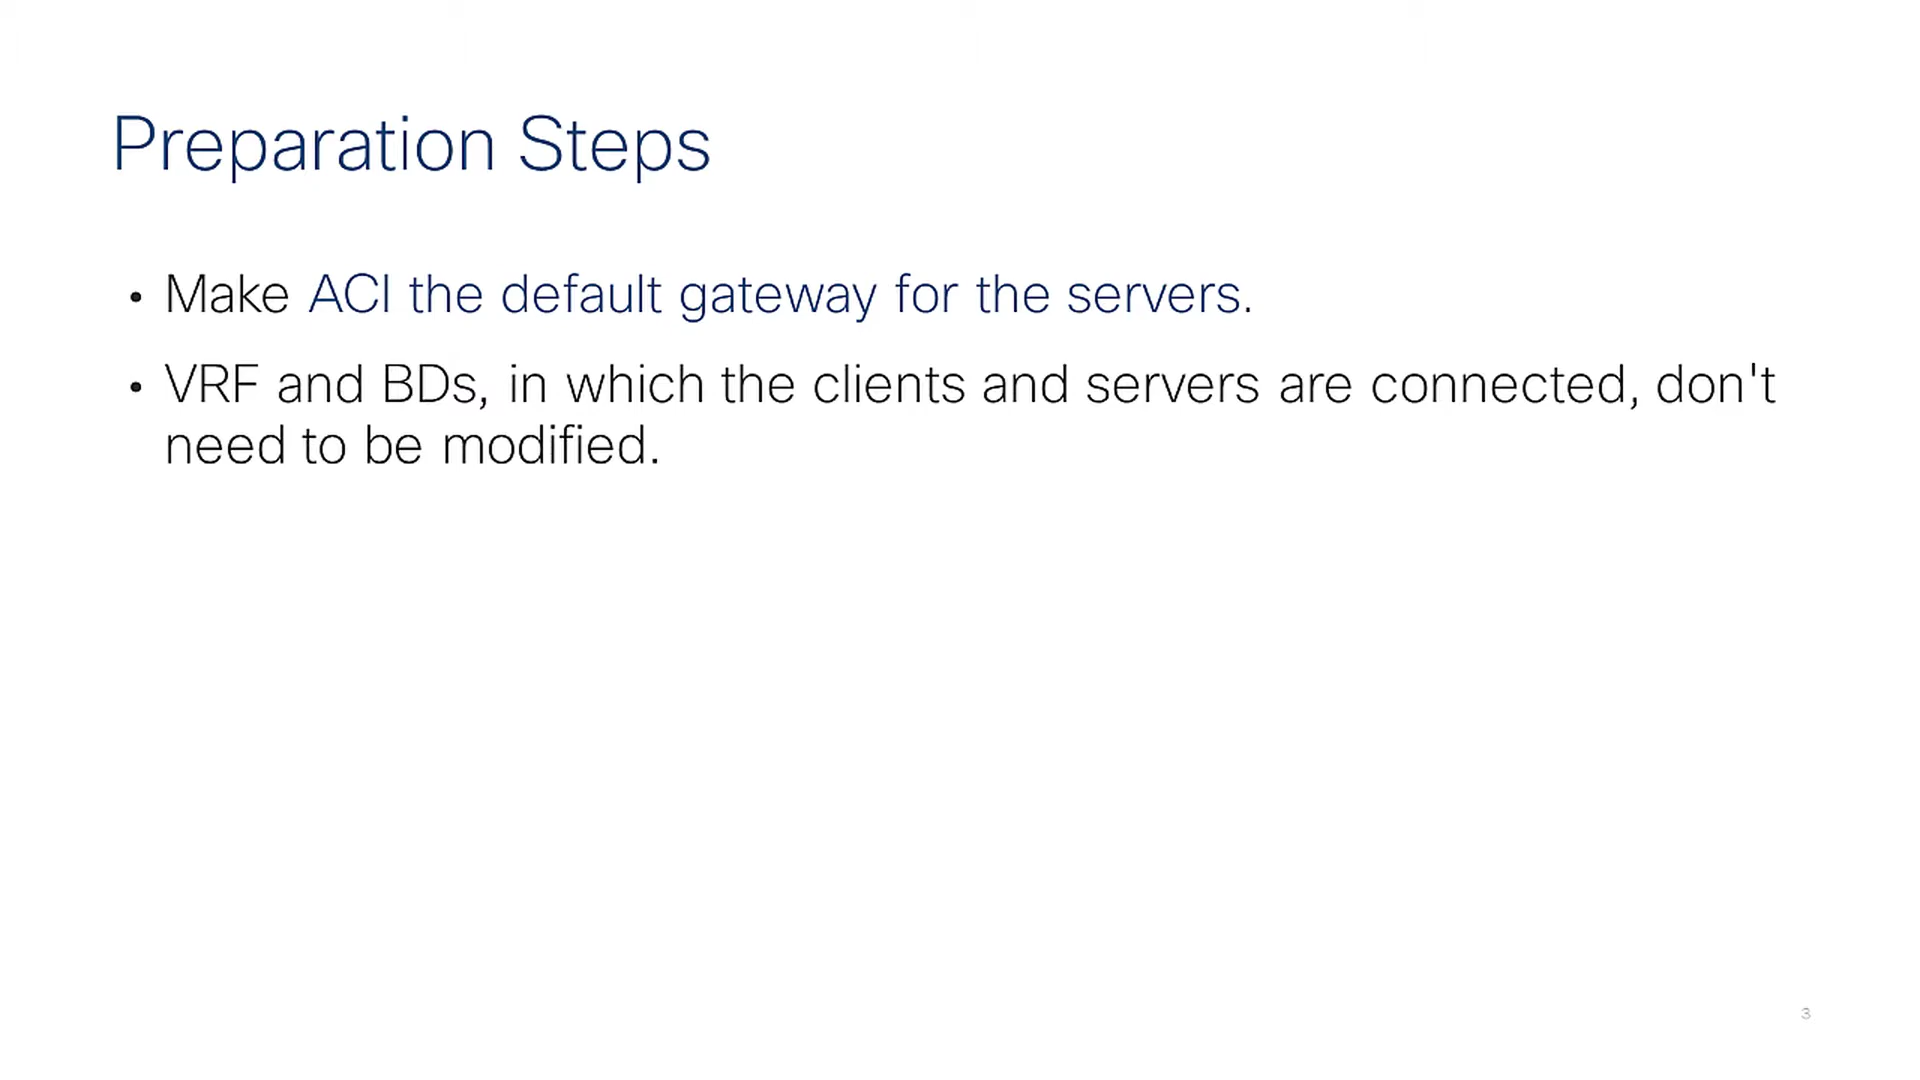 Preparation Steps
• Make ACI the default gateway for the servers.
• VRF and BDs, in which the clients and servers are connected, don't
need to be modified.
3